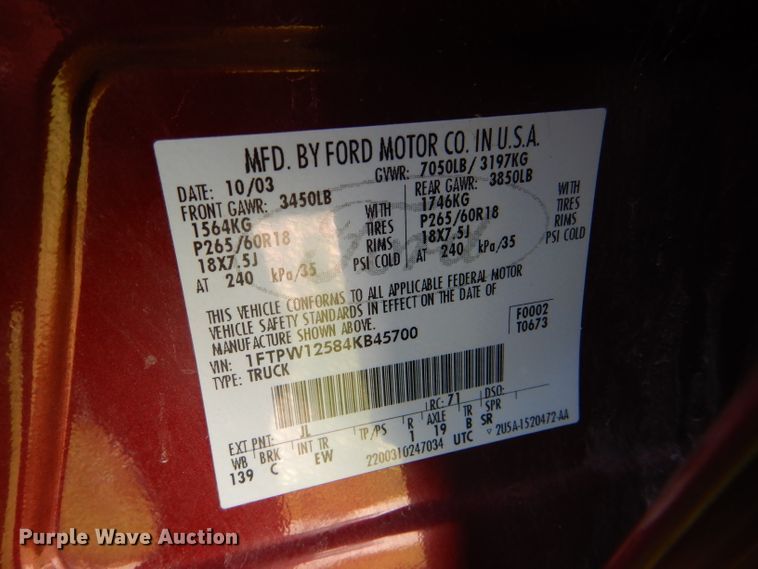 MFD. BY FORD MOTOR CO. IN U.S.A.
DATE: 10/03 GVWR: 7050LB/ 3197KG
FRONT GAWR: 3450LB REAR GAWR: 3850LB
1564KG WITH 1746KG WITH
P265/60R18 TIRES P265/60R18 TIRES
18X7.5J RIMS 18X7.5J RIMS
AT 240 kPa/35 PSI COLD AT 240 kPa/35 PSI COLD
THIS VEHICLE CONFORMS TO ALL APPLICABLE FEDERAL MOTOR
VEHICLE SAFETY STANDARDS IN EFFECT ON THE DATE OF
MANUFACTURE SHOWN ABOVE.
F0002
T0673
VIN: 1FTPW12584KB45700
TYPE: TRUCK
Ford
EXT PNT: JL RC: 71 DSO:
WB BRK INT TR TP/PS R AXLE TR SPR
139 C EW 1 19 B SR
2200310247034 UTC ▽ 2U5A-1520472-AA
Purple Wave Auction